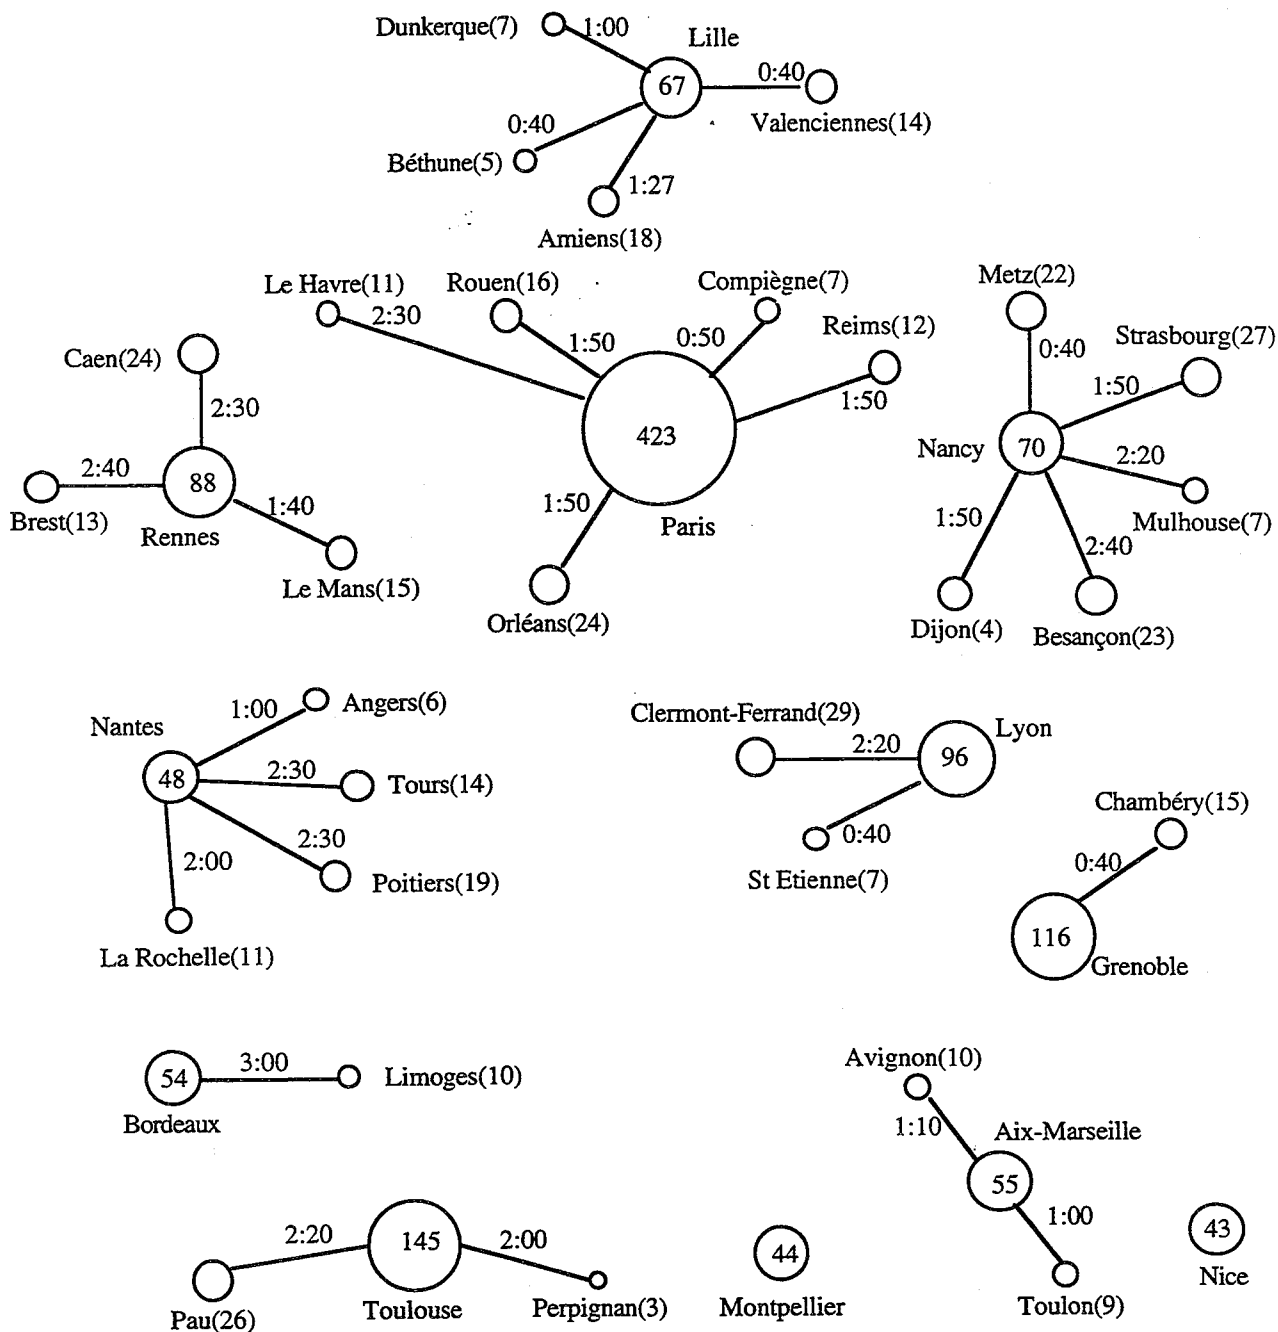 Dunkerque(7)
1:00
Lille
67
0:40
Valenciennes(14)
0:40
Béthune(5)
1:27
Amiens(18)
Le Havre(11)
2:30
Rouen(16)
1:50
Compiègne(7)
0:50
Reims(12)
1:50
423
Paris
1:50
Orléans(24)
Metz(22)
0:40
Strasbourg(27)
1:50
Nancy
70
2:20
Mulhouse(7)
1:50
2:40
Dijon(4)
Besançon(23)
Caen(24)
2:30
2:40
88
Brest(13)
Rennes
1:40
Le Mans(15)
Nantes
1:00
Angers(6)
48
2:30
Tours(14)
2:30
Poitiers(19)
2:00
La Rochelle(11)
Clermont-Ferrand(29)
2:20
96
Lyon
0:40
St Etienne(7)
Chambéry(15)
0:40
116
Grenoble
54
3:00
Limoges(10)
Bordeaux
Avignon(10)
1:10
Aix-Marseille
55
1:00
Toulon(9)
2:20
145
2:00
Pau(26)
Toulouse
Perpignan(3)
44
Montpellier
43
Nice